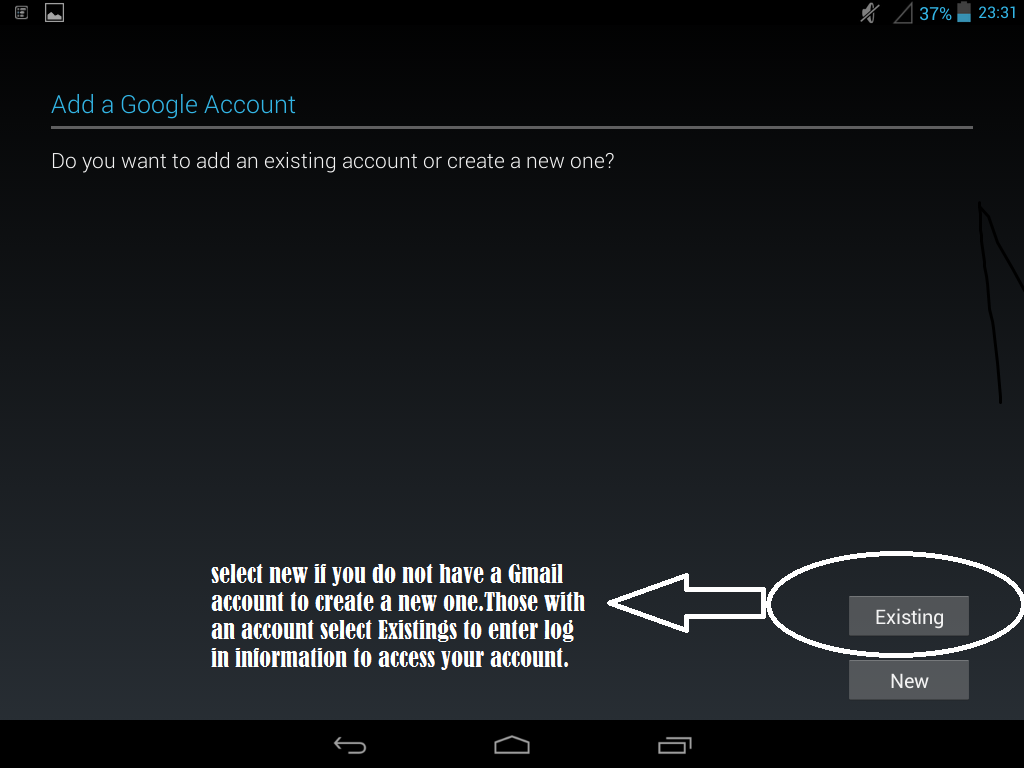 37% 23:31
Add a Google Account
Do you want to add an existing account or create a new one?
select new if you do not have a Gmail
account to create a new one.Those with
an account select Existings to enter log
in information to access your account.
Existing
New